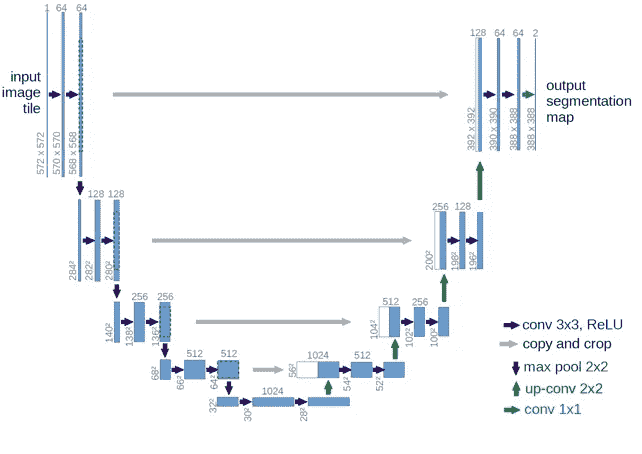 1 64 64
128 64 64 2
input
image
tile
output
segmentation
map
572 x 572
570 x 570
568 x 568
392 x 392
390 x 390
388 x 388
388 x 388
128 128
256 128
284²
282²
280²
200²
198²
196²
256 256
512 256
140²
138²
136²
104²
102²
100²
512 512
1024 512
68²
66²
64²
56²
54²
52²
1024
32²
30²
28²
conv 3x3, ReLU
copy and crop
max pool 2x2
up-conv 2x2
conv 1x1